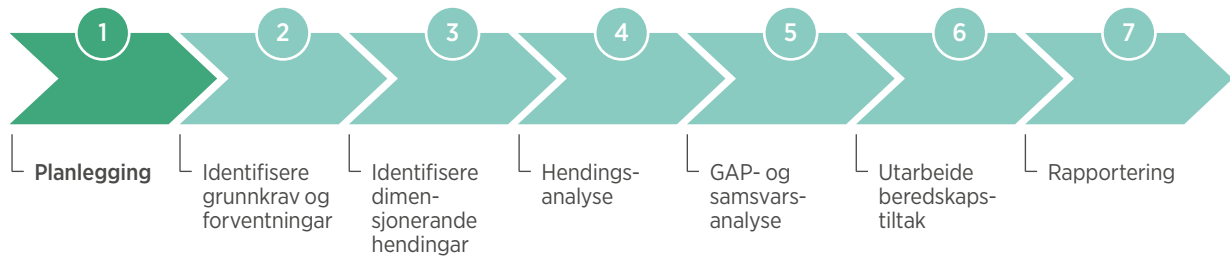 1 2 3 4 5 6 7
Planlegging
Identifisere
grunnkrav og
forventningar
Identifisere
dimen-
sjonerande
hendingar
Hendings-
analyse
GAP- og
samsvars-
analyse
Utarbeide
beredskaps-
tiltak
Rapportering